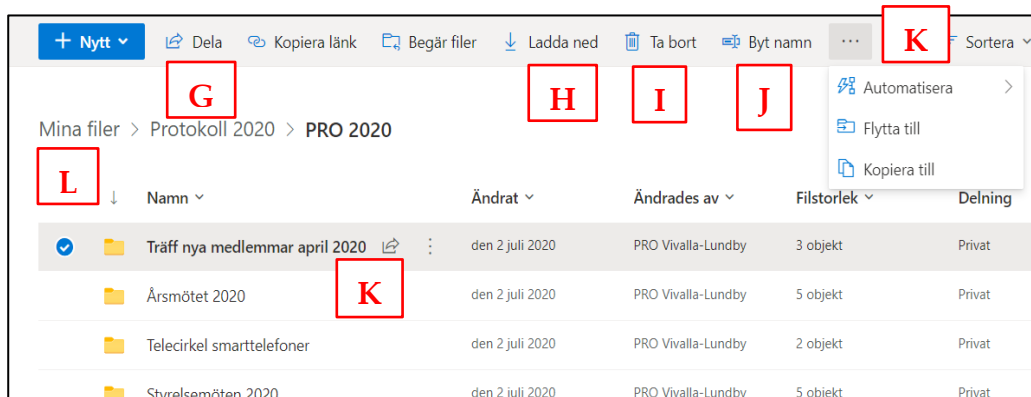 Nytt Dela Kopiera länk Begär filer Ladda ned Ta bort Byt namn ... K Sortera
G H I J
Automatisera
Flytta till
Kopiera till
Mina filer > Protokoll 2020 > PRO 2020
L
Namn Ändrat Ändrades av Filstorlek Delning
Träff nya medlemmar april 2020 den 2 juli 2020 PRO Vivalla-Lundby 3 objekt Privat
K
Årsmötet 2020 den 2 juli 2020 PRO Vivalla-Lundby 5 objekt Privat
Telecirkel smarttelefoner den 2 juli 2020 PRO Vivalla-Lundby 2 objekt Privat
Styrelsemöten 2020 den 2 juli 2020 PRO Vivalla-Lundby 5 objekt Privat